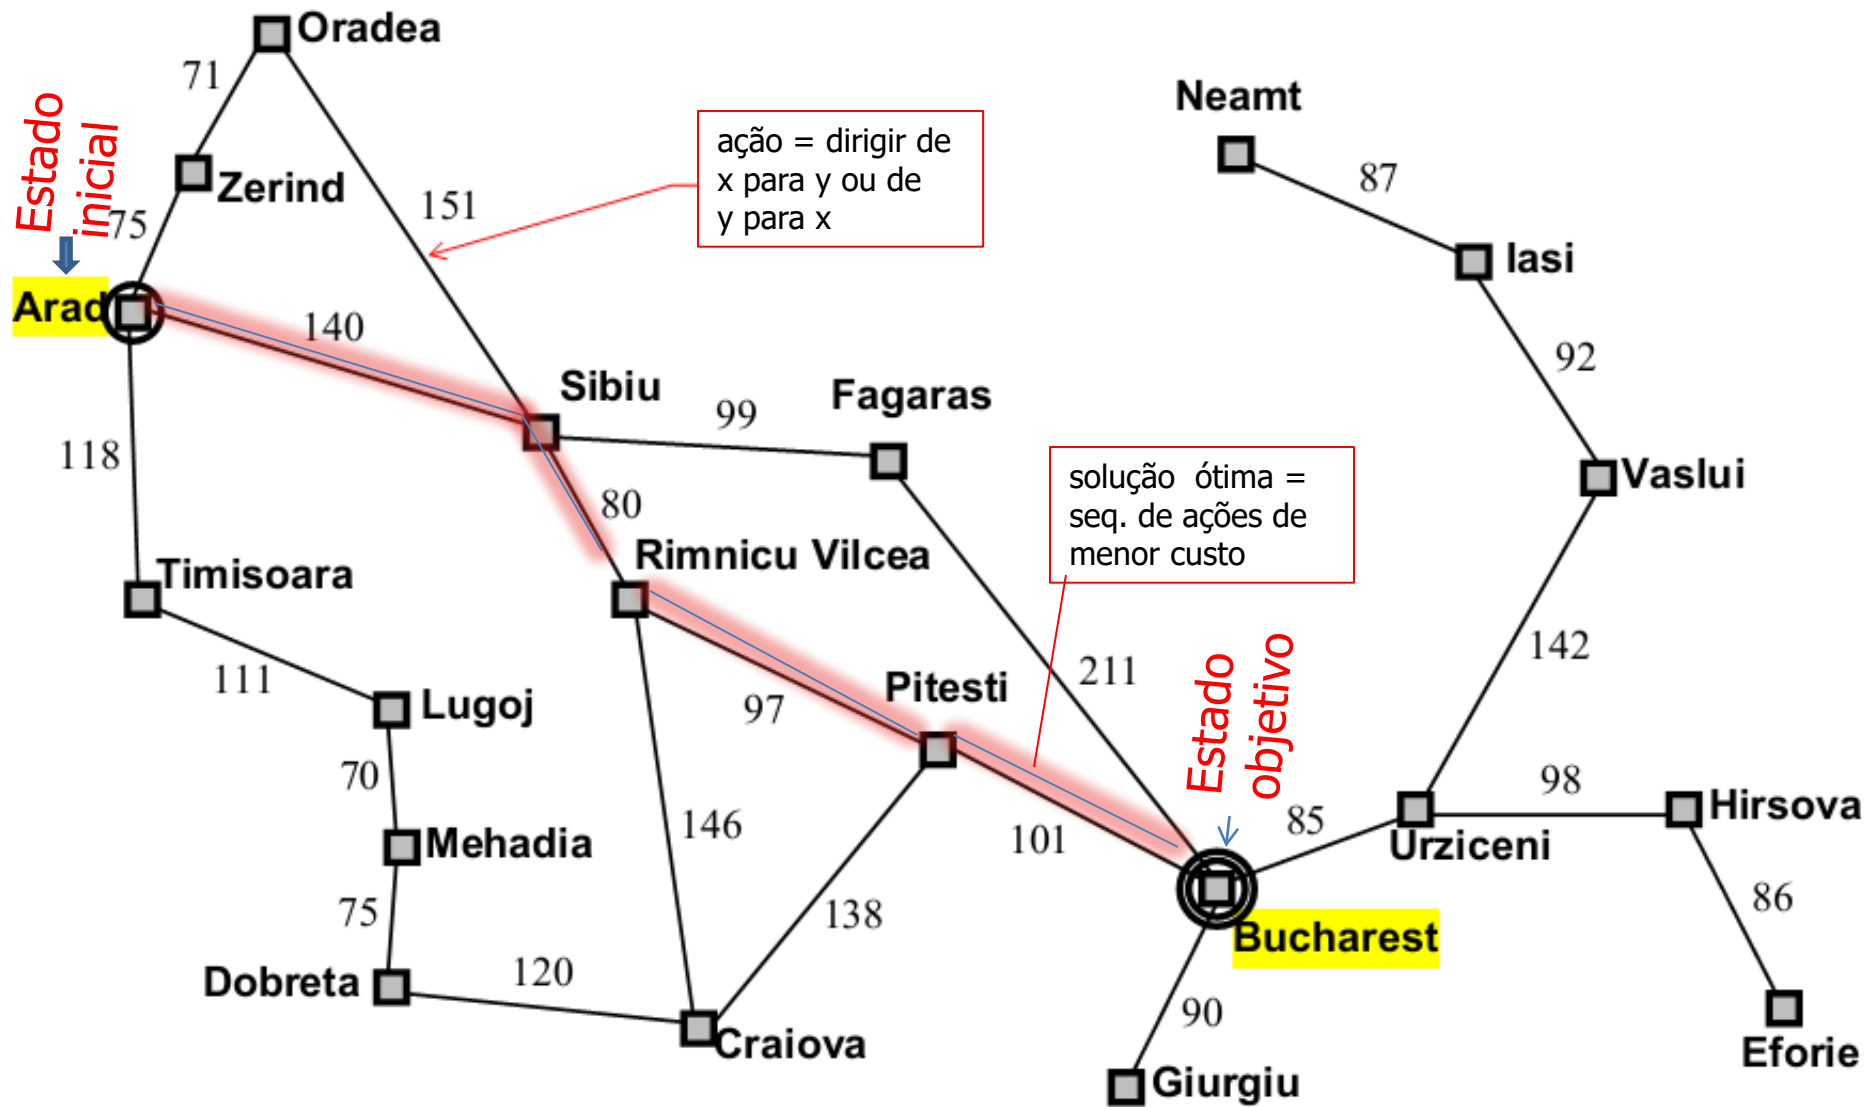 Oradea
71
Neamt
Estado
inicial
ação = dirigir de
x para y ou de
y para x
87
Zerind
151
75
Iasi
Arad
140
92
Sibiu
Fagaras
99
118
solução ótima =
seq. de ações de
menor custo
Vaslui
80
Rimnicu Vilcea
Timisoara
142
211
Estado
objetivo
111
Pitesti
97
Lugoj
70
98
Hirsova
146
85
101
Mehadia
Urziceni
86
75
138
Bucharest
Dobreta
120
90
Craiova
Eforie
Giurgiu